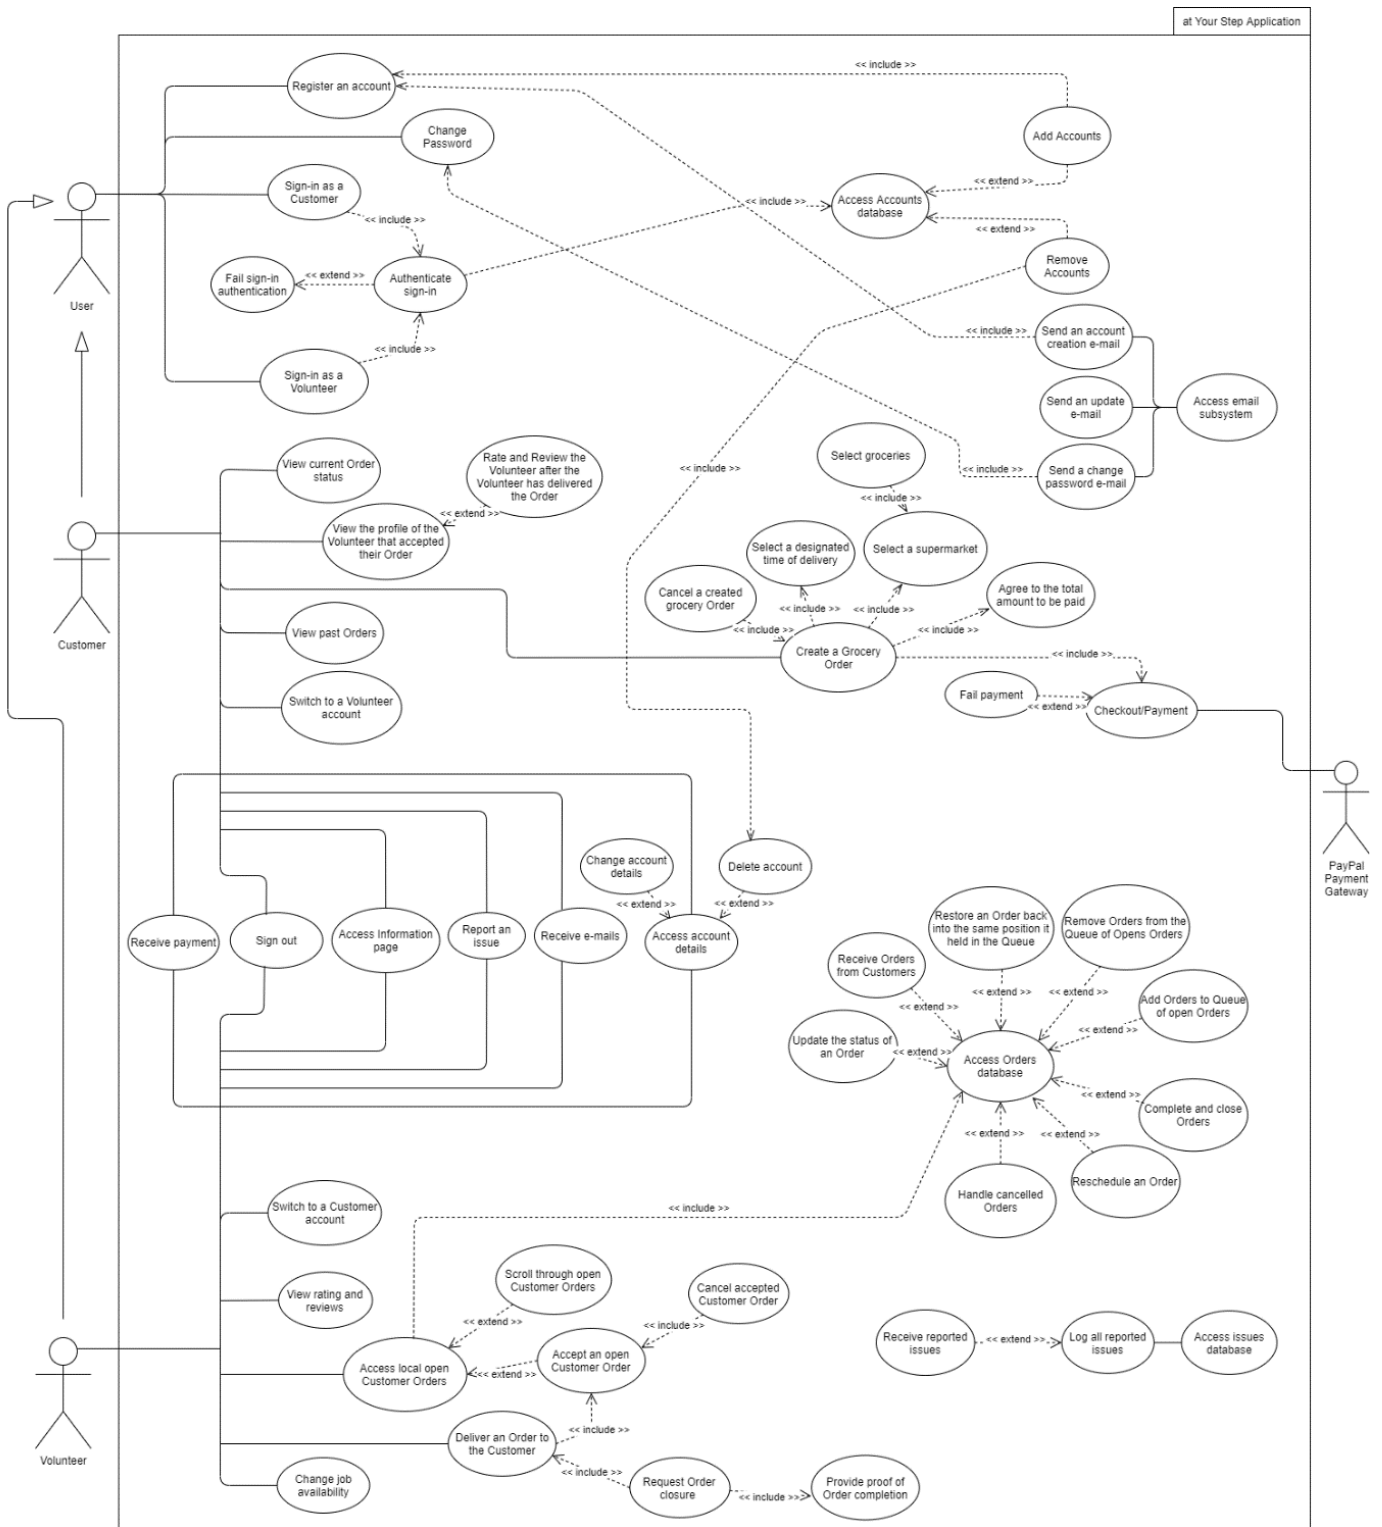 at Your Step Application
<< include >>
Register an account
Change
Password
Add Accounts
Sign-in as a
Customer
<< extend >>
<< include >>
Access Accounts
database
<< include >>
<< extend >>
Fail sign-in
authentication
<< extend >>
Authenticate
sign-in
Remove
Accounts
User
<< include >>
Send an account
creation e-mail
<< include >>
Sign-in as a
Volunteer
Send an update
e-mail
Access email
subsystem
View current Order
status
Rate and Review the
Volunteer after the
Volunteer has delivered
the Order
<< extend >>
Select groceries
<< include >>
<< include >>
Send a change
password e-mail
<< include >>
View the profile of the
Volunteer that accepted
their Order
Select a designated
time of delivery
Select a supermarket
Customer
Cancel a created
grocery Order
<< include >>
<< include >>
<< include >>
Agree to the total
amount to be paid
<< include >>
View past Orders
Create a Grocery
Order
<< include >>
Switch to a Volunteer
account
Fail payment
<< extend >>
Checkout/Payment
PayPal
Payment
Gateway
Change account
details
Delete account
<< extend >>
<< extend >>
Receive payment
Sign out
Access Information
page
Report an
issue
Receive e-mails
Access account
details
Restore an Order back
into the same position it
held in the Queue
Remove Orders from the
Queue of Opens Orders
Receive Orders
from Customers
<< extend >>
<< extend >>
<< extend >>
Add Orders to Queue
of open Orders
<< extend >>
Update the status of
an Order
<< extend >>
Access Orders
database
<< extend >>
Complete and close
Orders
<< extend >>
<< extend >>
Reschedule an Order
Handle cancelled
Orders
Switch to a Customer
account
<< include >>
View rating and
reviews
Scroll through open
Customer Orders
Cancel accepted
Customer Order
<< extend >>
<< include >>
Access local open
Customer Orders
<< extend >>
Accept an open
Customer Order
Receive reported
issues
<< extend >>
Log all reported
issues
Access issues
database
Volunteer
Deliver an Order to
the Customer
<< include >>
<< include >>
Change job
availability
Request Order
closure
<< include >>
Provide proof of
Order completion